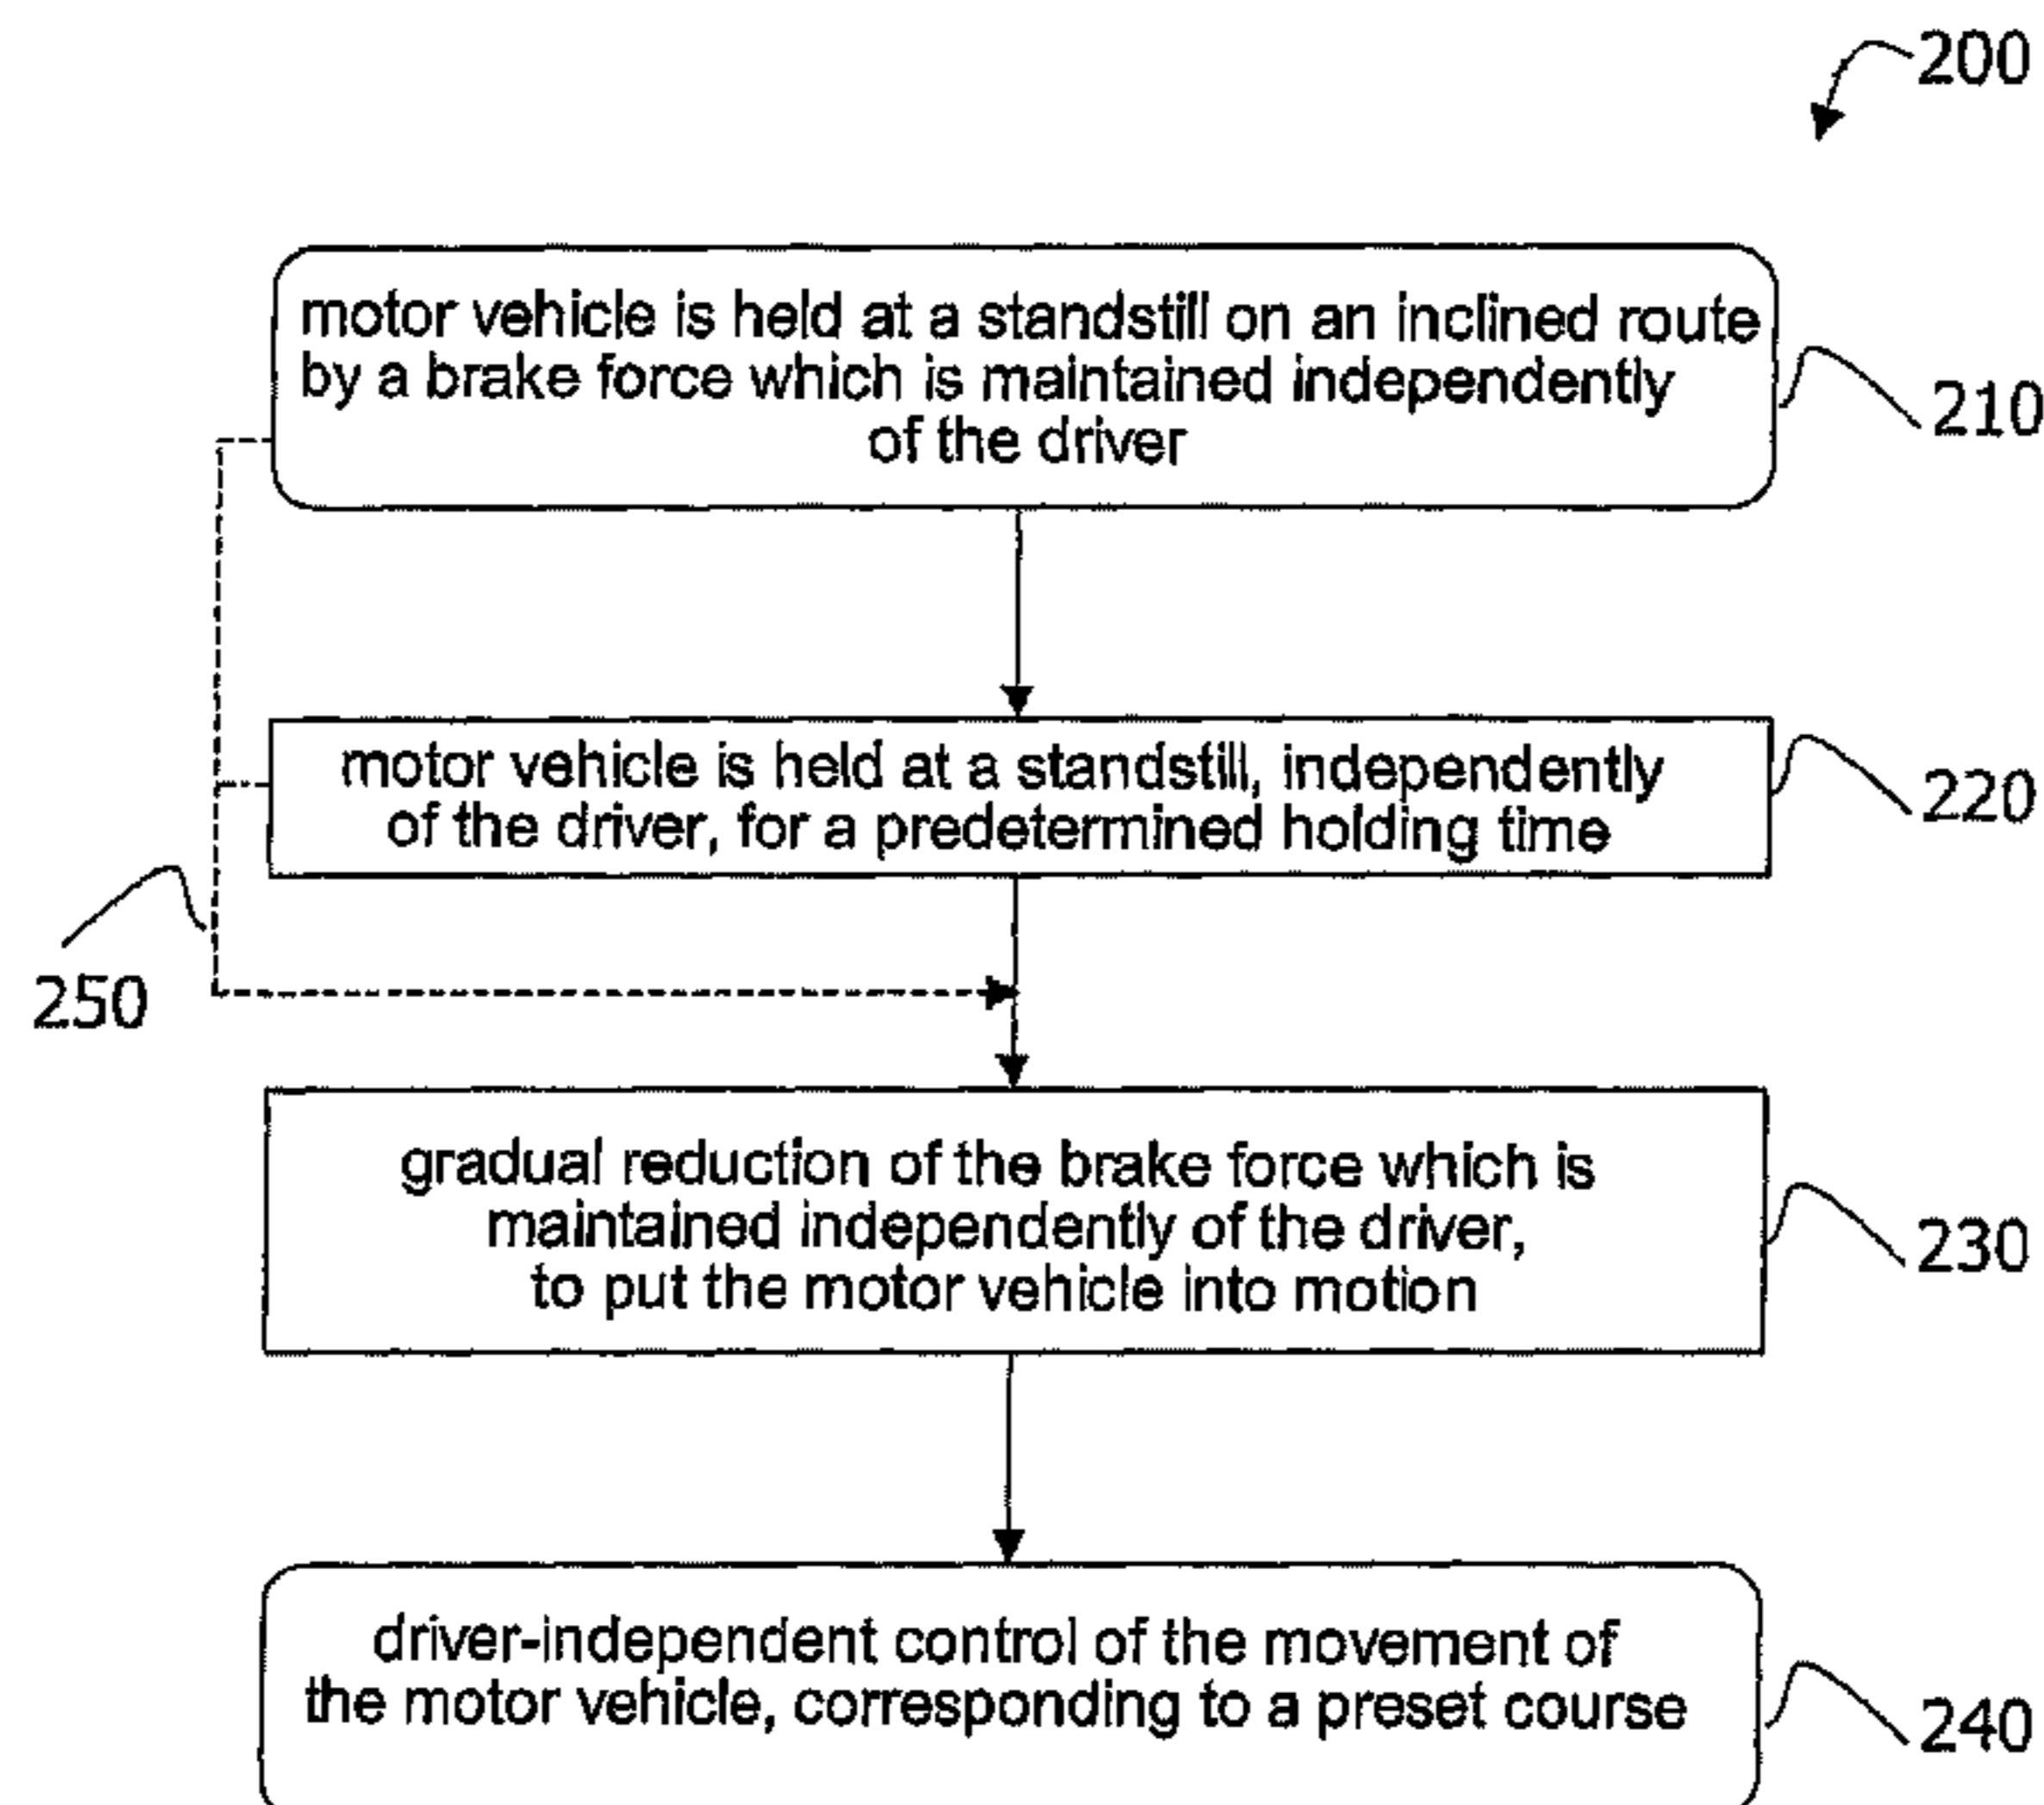 200
motor vehicle is held at a standstill on an inclined route
by a brake force which is maintained independently
of the driver
210
motor vehicle is held at a standstill, independently
of the driver, for a predetermined holding time
220
250
gradual reduction of the brake force which is
maintained independently of the driver,
to put the motor vehicle into motion
230
driver-independent control of the movement of
the motor vehicle, corresponding to a preset course
240